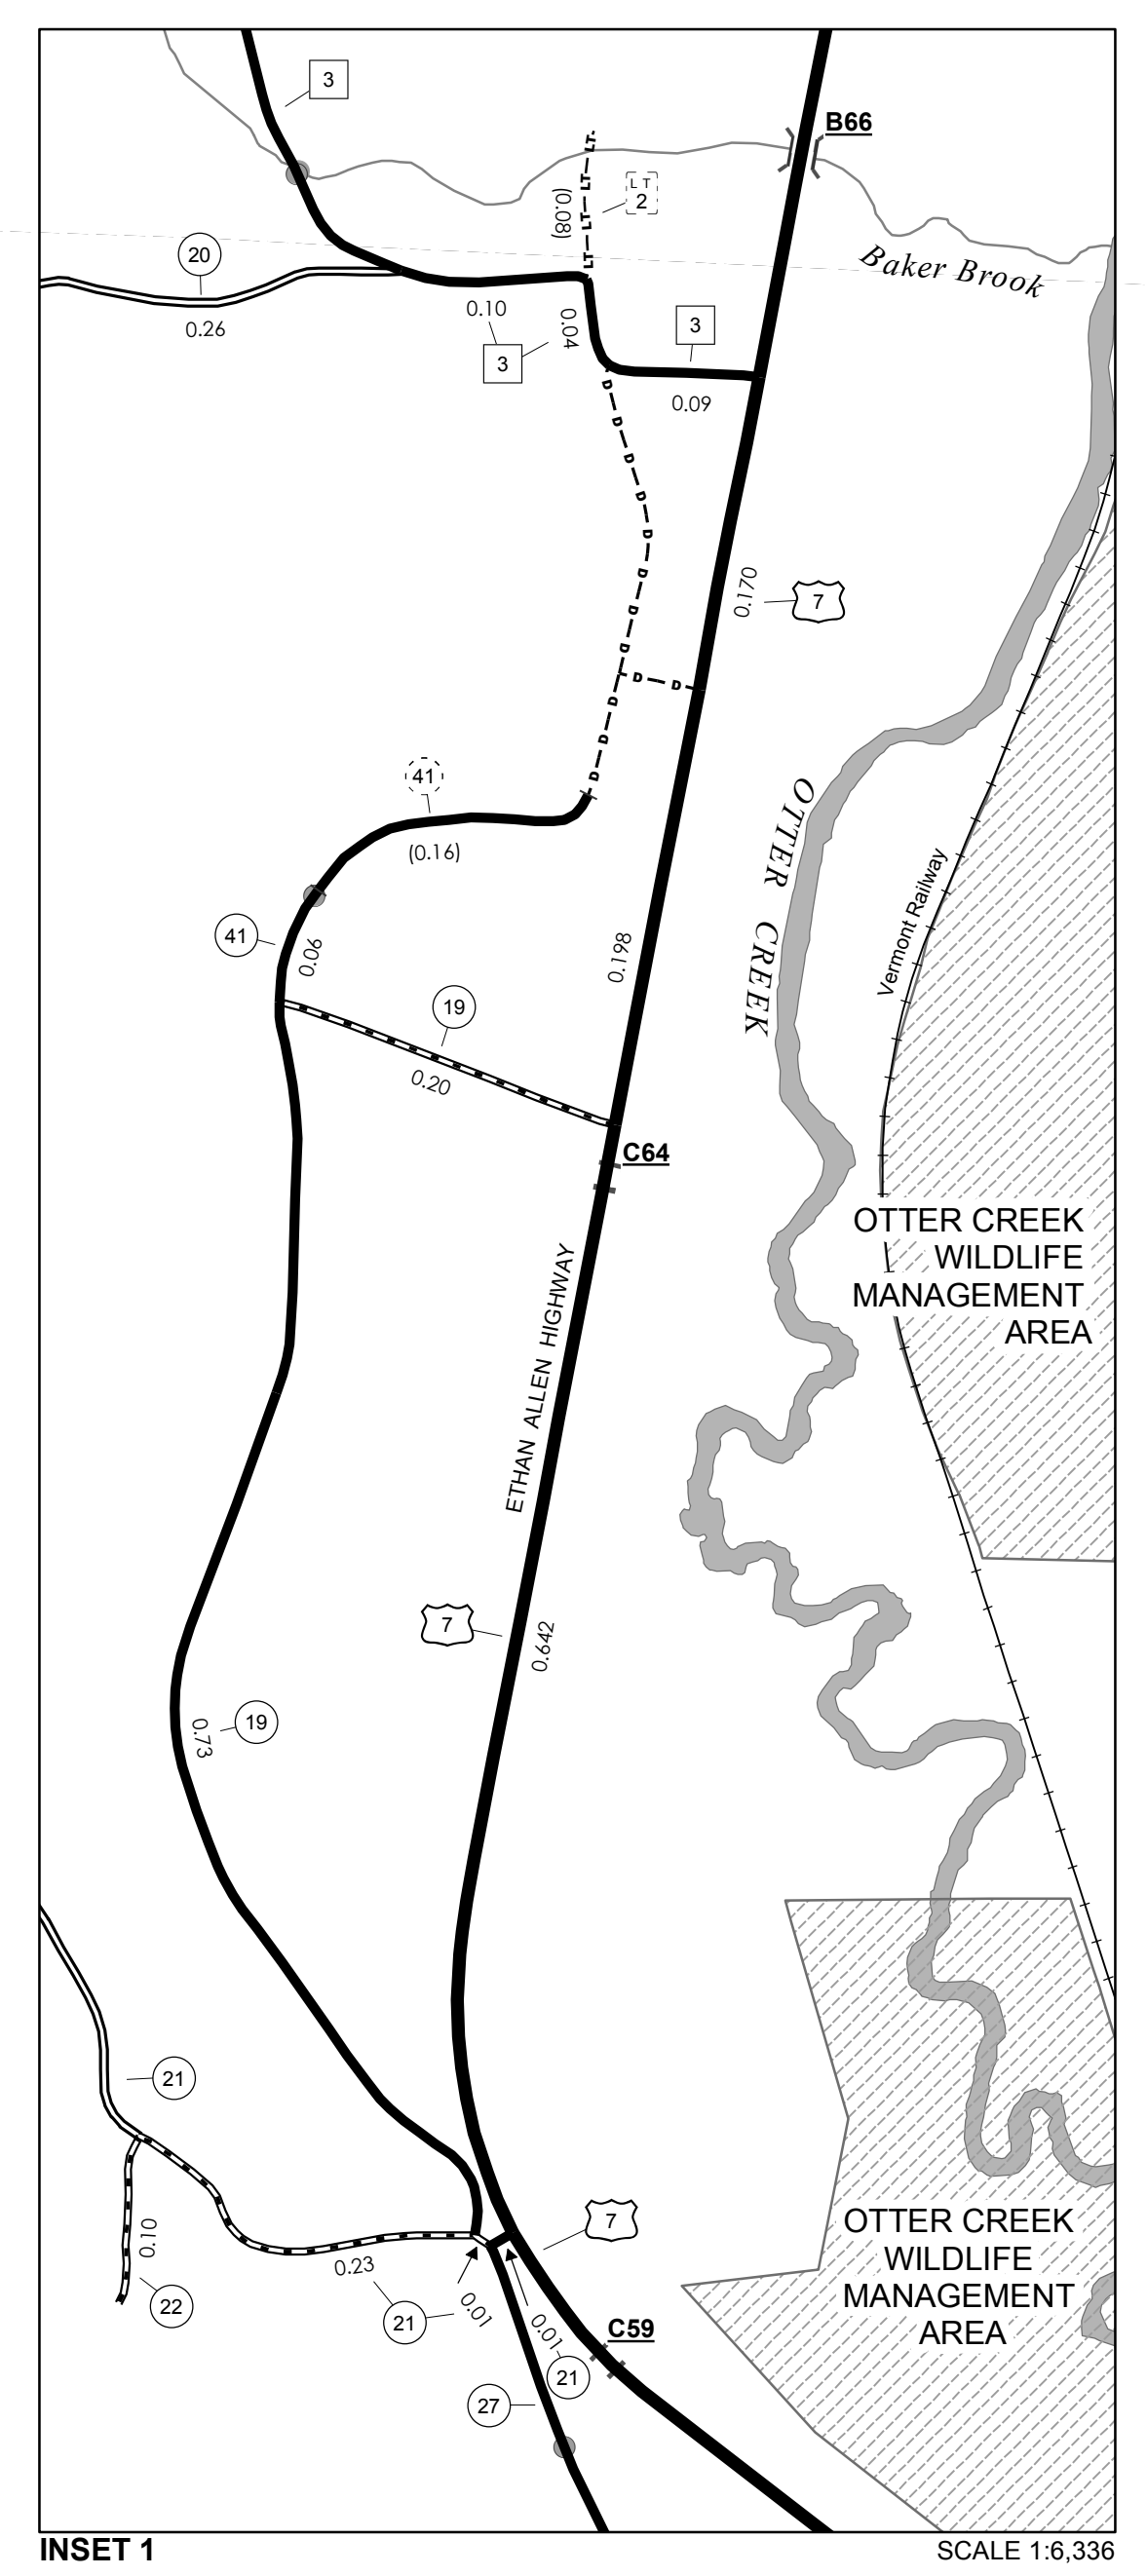 3
B66
LT
LT
LT
LT
L T
2
(0.08)
20
Baker Brook
0.26
0.10
0.04
3
3
0.09
D
D
D
D
D
D
D
D
D
D
D
D
D
0.170
7
41
(0.16)
OTTER CREEK
Vermont Railway
41
0.06
0.198
19
0.20
C64
OTTER CREEK
WILDLIFE
MANAGEMENT
AREA
ETHAN ALLEN HIGHWAY
7
0.642
19
0.73
21
0.10
22
0.23
21
0.01
0.01
21
7
C59
27
OTTER CREEK
WILDLIFE
MANAGEMENT
AREA
INSET 1
SCALE 1:6,336